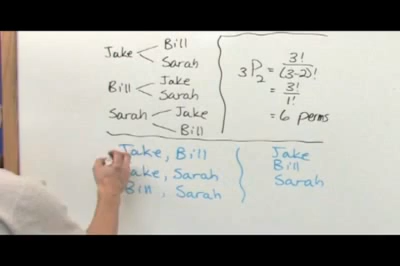 Jake < Bill
Sarah
Bill < Jake
Sarah
Sarah < Jake
Bill
3P2 = 3! / (3-2)!
= 3! / 1!
= 6 perms
Jake, Bill
Jake, Sarah
Bill, Sarah
Jake
Bill
Sarah